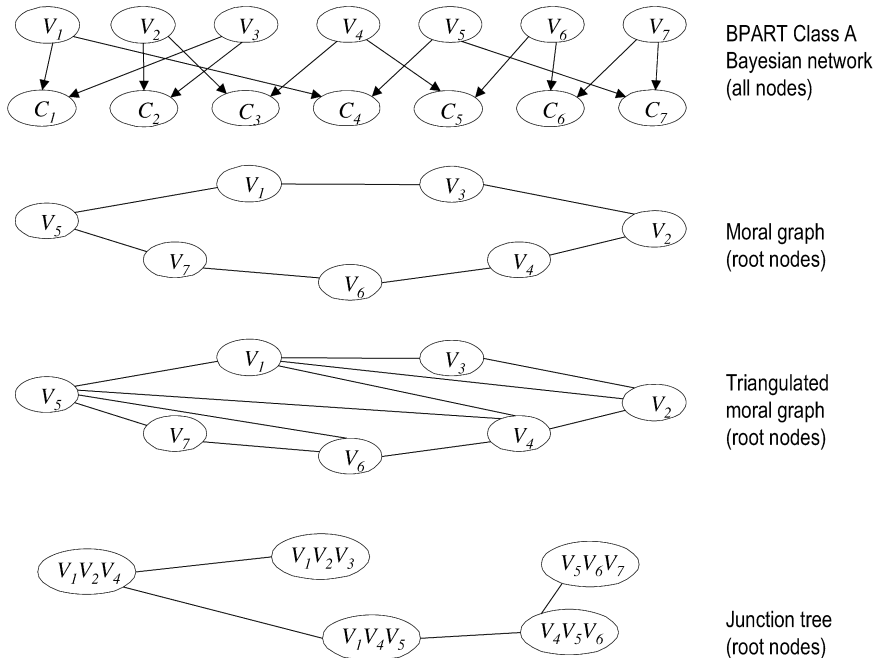 V1 V2 V3 V4 V5 V6 V7
BPART Class A
Bayesian network
(all nodes)
C1 C2 C3 C4 C5 C6 C7
V1 V3
V5 V2
V7 V4
V6
Moral graph
(root nodes)
V1 V3
V5 V2
V7 V4
V6
Triangulated
moral graph
(root nodes)
V1V2V4 V1V2V3 V5V6V7
V1V4V5 V4V5V6
Junction tree
(root nodes)